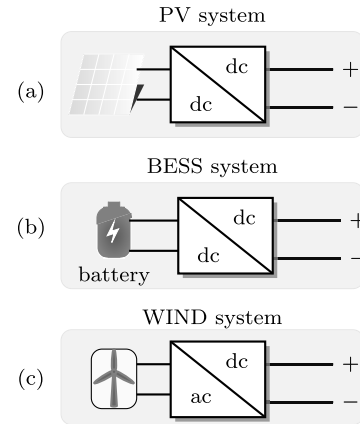 PV system
(a)
dc
dc
+
−
BESS system
(b)
dc
dc
+
−
battery
WIND system
(c)
dc
ac
+
−